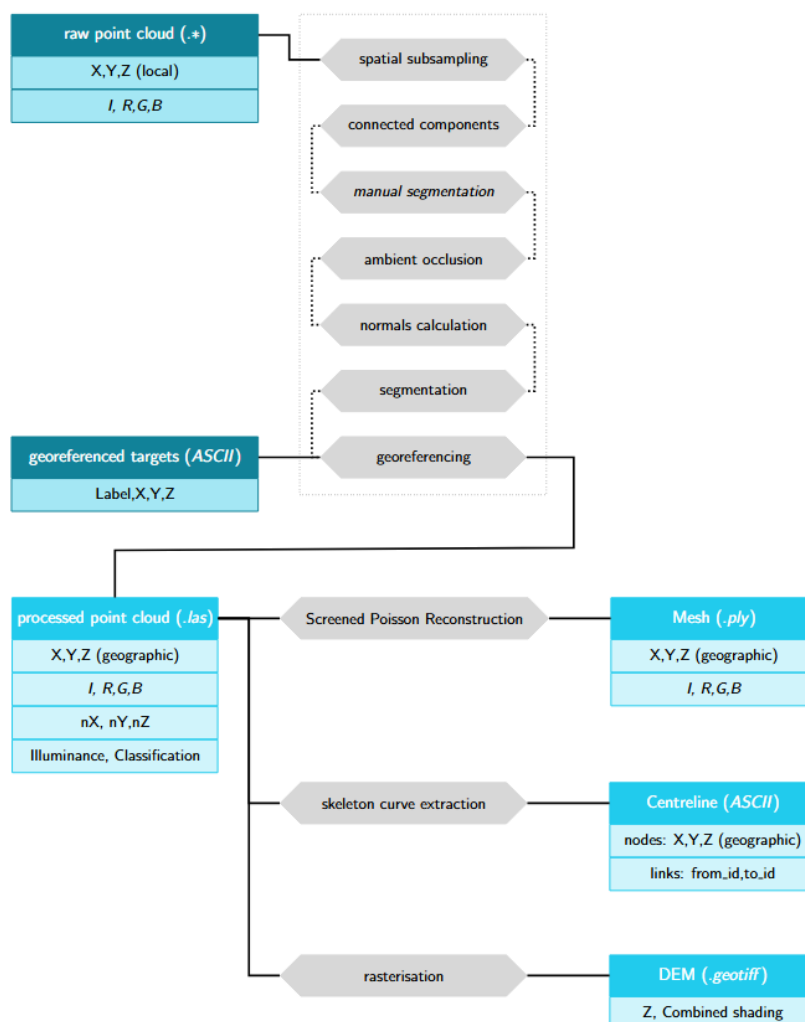 raw point cloud (.*)
X,Y,Z (local)
I, R,G,B
spatial subsampling
connected components
manual segmentation
ambient occlusion
normals calculation
segmentation
georeferencing
georeferenced targets (ASCII)
Label,X,Y,Z
processed point cloud (.las)
X,Y,Z (geographic)
I, R,G,B
nX, nY,nZ
Illuminance, Classification
Screened Poisson Reconstruction
Mesh (.ply)
X,Y,Z (geographic)
I, R,G,B
skeleton curve extraction
Centreline (ASCII)
nodes: X,Y,Z (geographic)
links: from_id,to_id
rasterisation
DEM (.geotiff)
Z, Combined shading